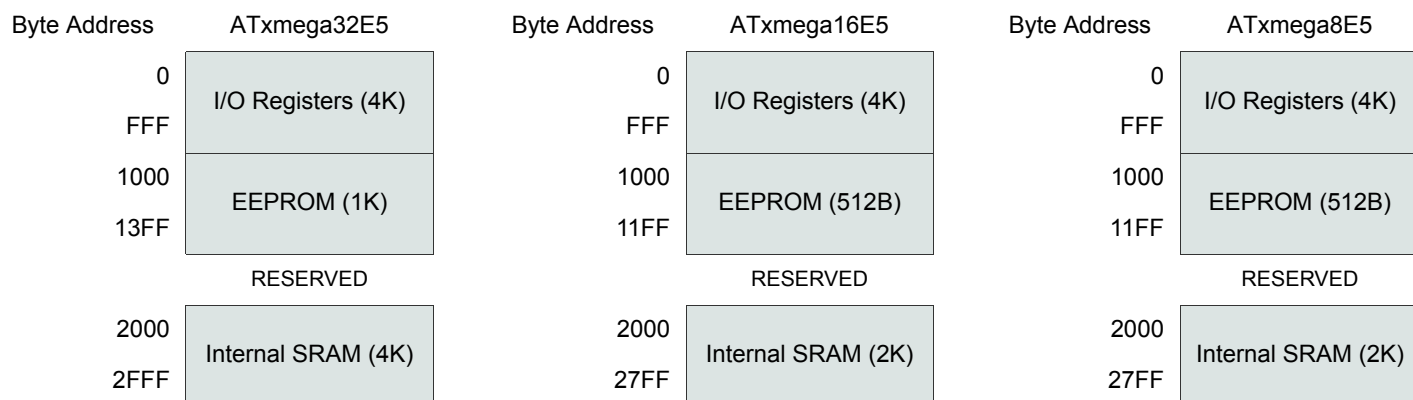 Byte Address ATxmega32E5 Byte Address ATxmega16E5 Byte Address ATxmega8E5
0 0 0
I/O Registers (4K) I/O Registers (4K) I/O Registers (4K)
FFF FFF FFF
1000 1000 1000
EEPROM (1K) EEPROM (512B) EEPROM (512B)
13FF 11FF 11FF
RESERVED RESERVED RESERVED
2000 2000 2000
Internal SRAM (4K) Internal SRAM (2K) Internal SRAM (2K)
2FFF 27FF 27FF